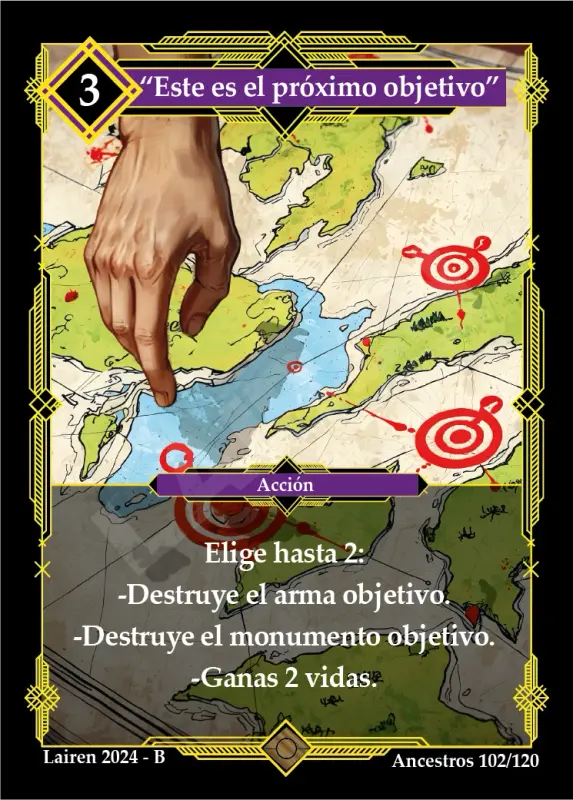 3
“Este es el próximo objetivo”
Acción
Elige hasta 2:
-Destruye el arma objetivo.
-Destruye el monumento objetivo.
-Ganas 2 vidas.
Lairen 2024 - B
Ancestros 102/120